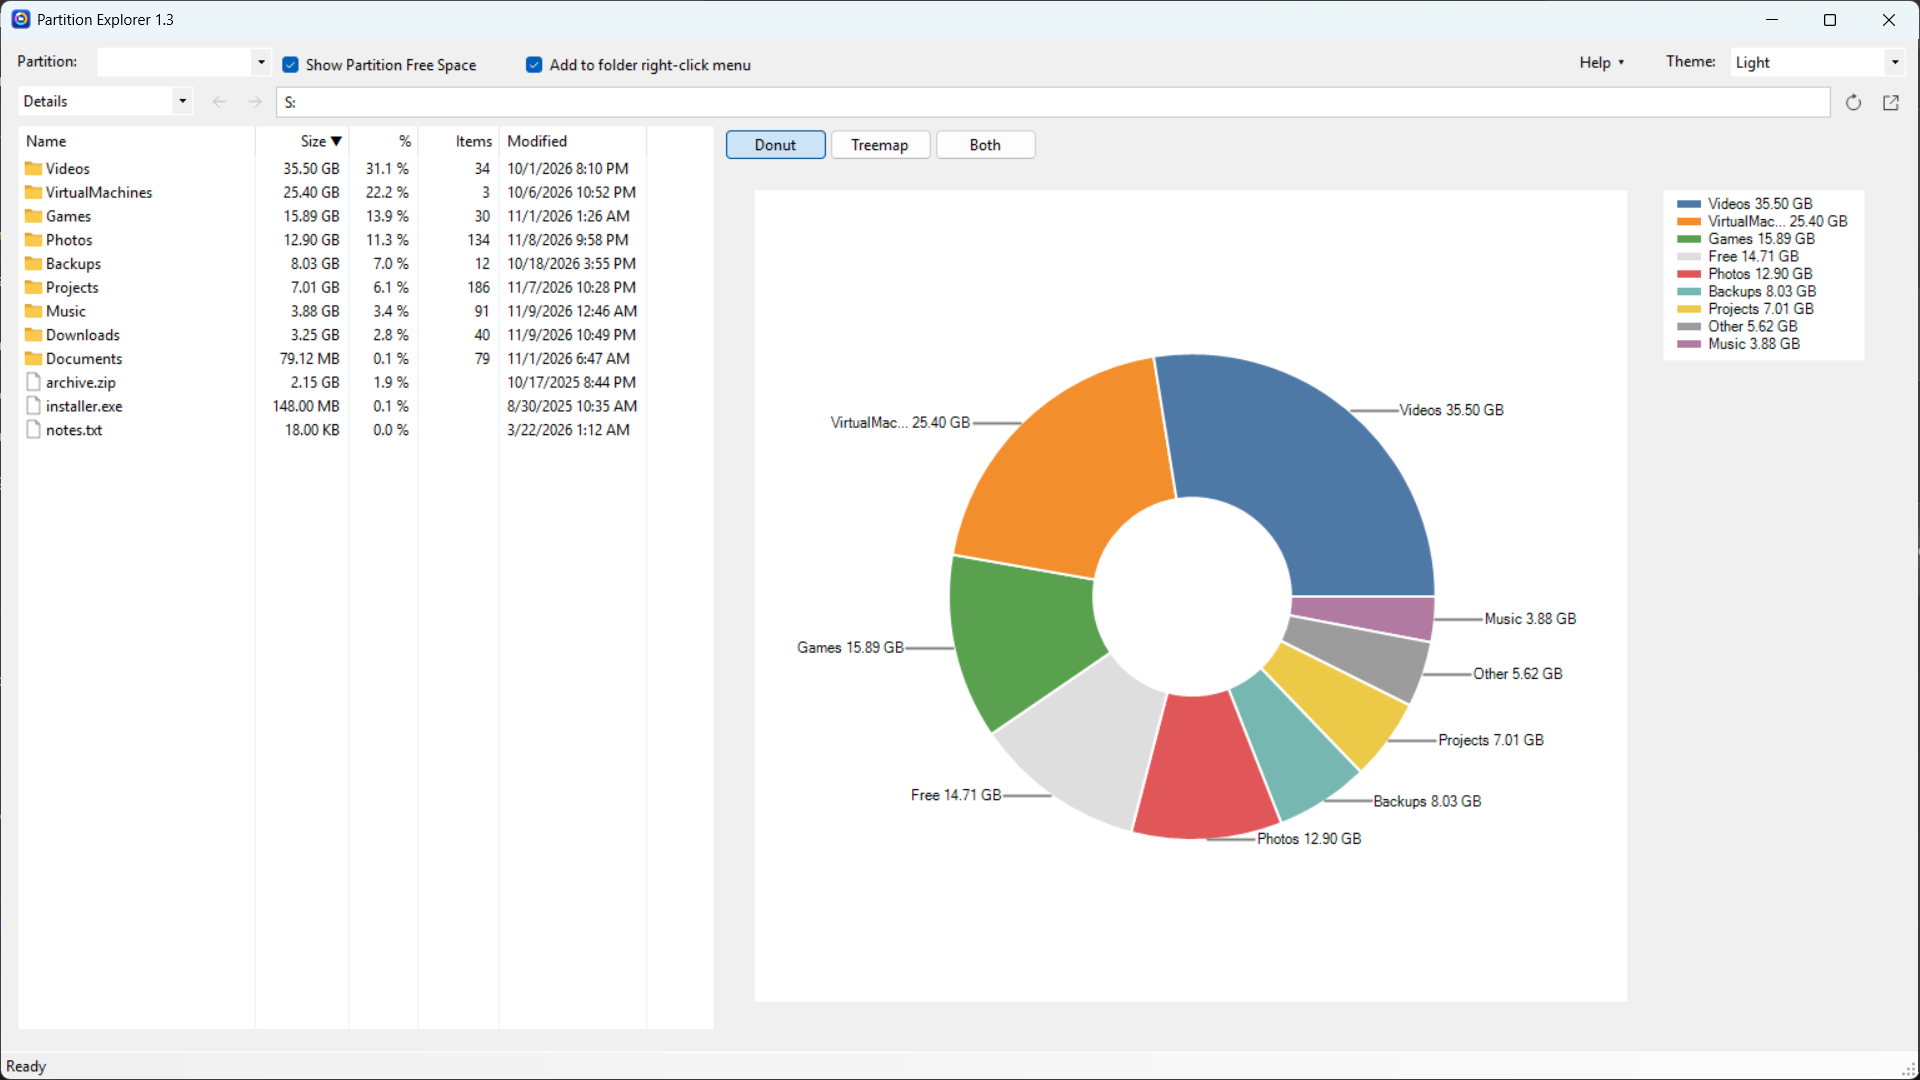 Partition Explorer 1.3
Partition:
Show Partition Free Space
Add to folder right-click menu
Help
Theme:
Light
Details
S:
Name Size ▼ % Items Modified
Videos 35.50 GB 31.1 % 34 10/1/2026 8:10 PM
VirtualMachines 25.40 GB 22.2 % 3 10/6/2026 10:52 PM
Games 15.89 GB 13.9 % 30 11/1/2026 1:26 AM
Photos 12.90 GB 11.3 % 134 11/8/2026 9:58 PM
Backups 8.03 GB 7.0 % 12 10/18/2026 3:55 PM
Projects 7.01 GB 6.1 % 186 11/7/2026 10:28 PM
Music 3.88 GB 3.4 % 91 11/9/2026 12:46 AM
Downloads 3.25 GB 2.8 % 40 11/9/2026 10:49 PM
Documents 79.12 MB 0.1 % 79 11/1/2026 6:47 AM
archive.zip 2.15 GB 1.9 % 10/17/2025 8:44 PM
installer.exe 148.00 MB 0.1 % 8/30/2025 10:35 AM
notes.txt 18.00 KB 0.0 % 3/22/2026 1:12 AM
Donut
Treemap
Both
Videos 35.50 GB
VirtualMac... 25.40 GB
Music 3.88 GB
Games 15.89 GB
Other 5.62 GB
Projects 7.01 GB
Free 14.71 GB
Backups 8.03 GB
Photos 12.90 GB
Videos 35.50 GB
VirtualMac... 25.40 GB
Games 15.89 GB
Free 14.71 GB
Photos 12.90 GB
Backups 8.03 GB
Projects 7.01 GB
Other 5.62 GB
Music 3.88 GB
Ready